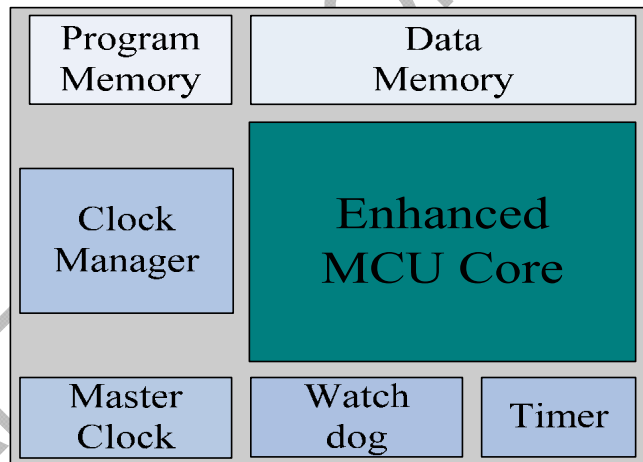 Program
Memory
Data
Memory
Clock
Manager
Enhanced
MCU Core
Master
Clock
Watch
dog
Timer